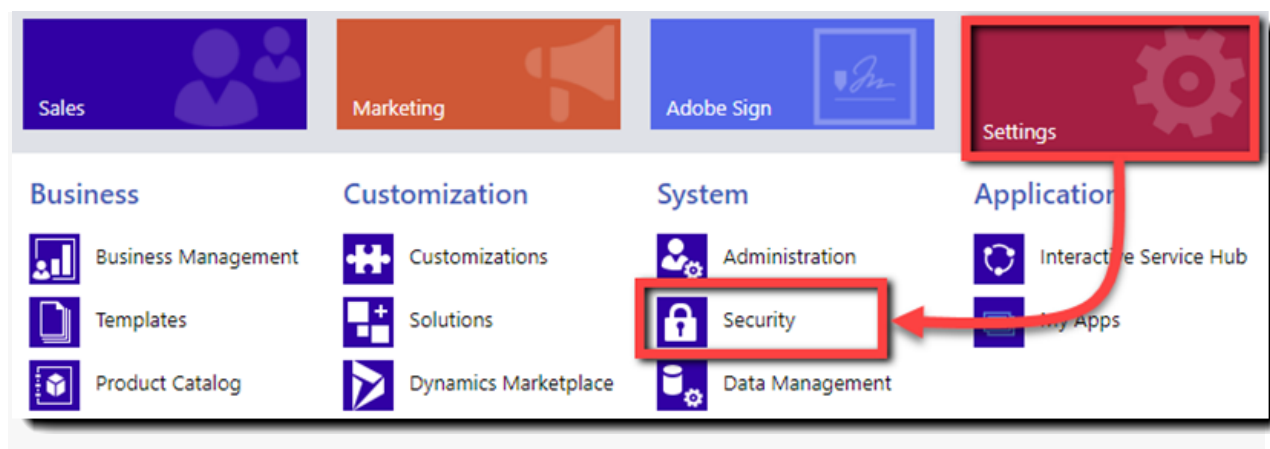 Sales
Marketing
Adobe Sign
Settings
Business
Customization
System
Application
Business Management
Customizations
Administration
Interactive Service Hub
Templates
Solutions
Security
My Apps
Product Catalog
Dynamics Marketplace
Data Management